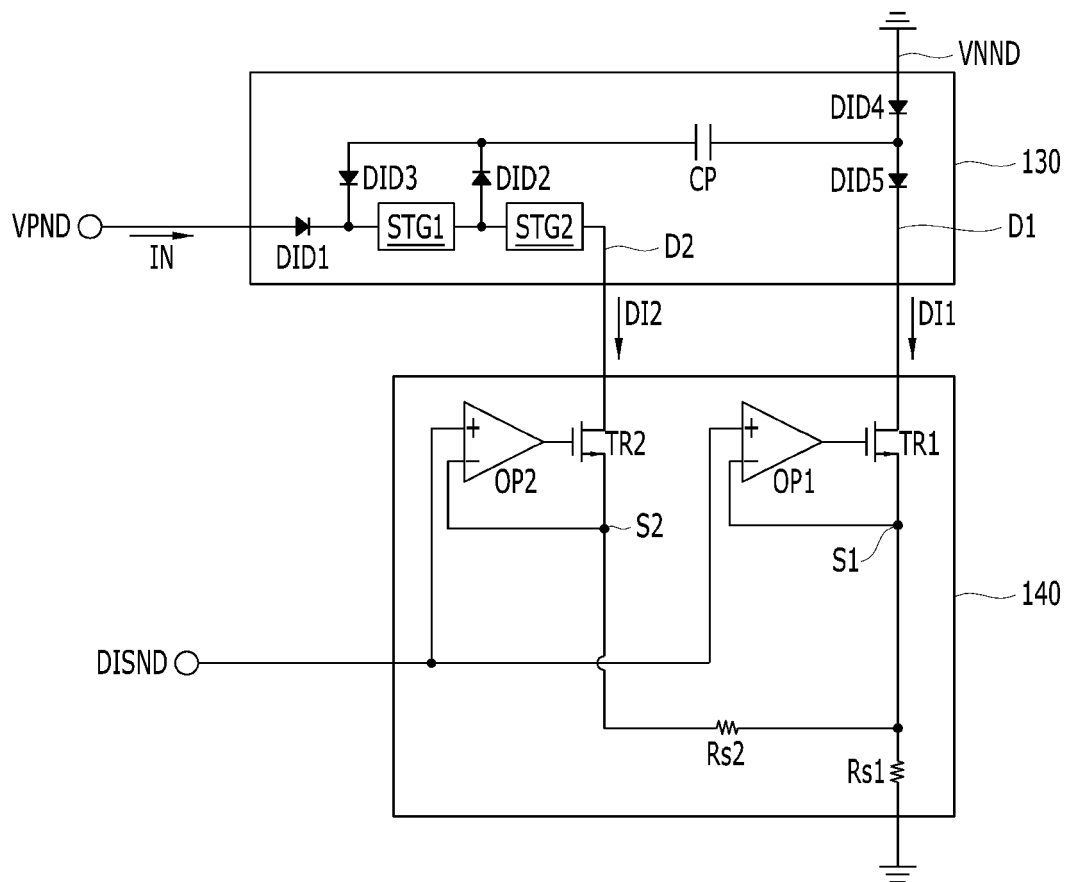 VNND
DID4
DID3
DID2
CP
DID5
130
VPND
IN
DID1
STG1
STG2
D2
D1
DI2
DI1
+
−
OP2
TR2
+
−
OP1
TR1
S2
S1
140
DISND
Rs2
Rs1